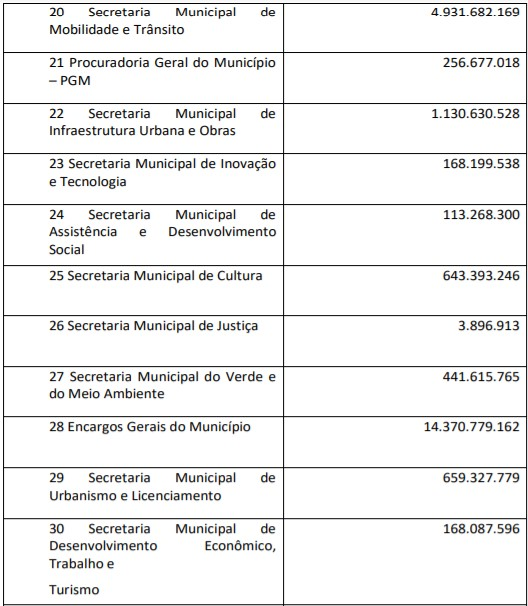 20 Secretaria Municipal de
Mobilidade e Trânsito
4.931.682.169
21 Procuradoria Geral do Município
– PGM
256.677.018
22 Secretaria Municipal de
Infraestrutura Urbana e Obras
1.130.630.528
23 Secretaria Municipal de Inovação
e Tecnologia
168.199.538
24 Secretaria Municipal de
Assistência e Desenvolvimento
Social
113.268.300
25 Secretaria Municipal de Cultura
643.393.246
26 Secretaria Municipal de Justiça
3.896.913
27 Secretaria Municipal do Verde e
do Meio Ambiente
441.615.765
28 Encargos Gerais do Município
14.370.779.162
29 Secretaria Municipal de
Urbanismo e Licenciamento
659.327.779
30 Secretaria Municipal de
Desenvolvimento Econômico,
Trabalho e
Turismo
168.087.596